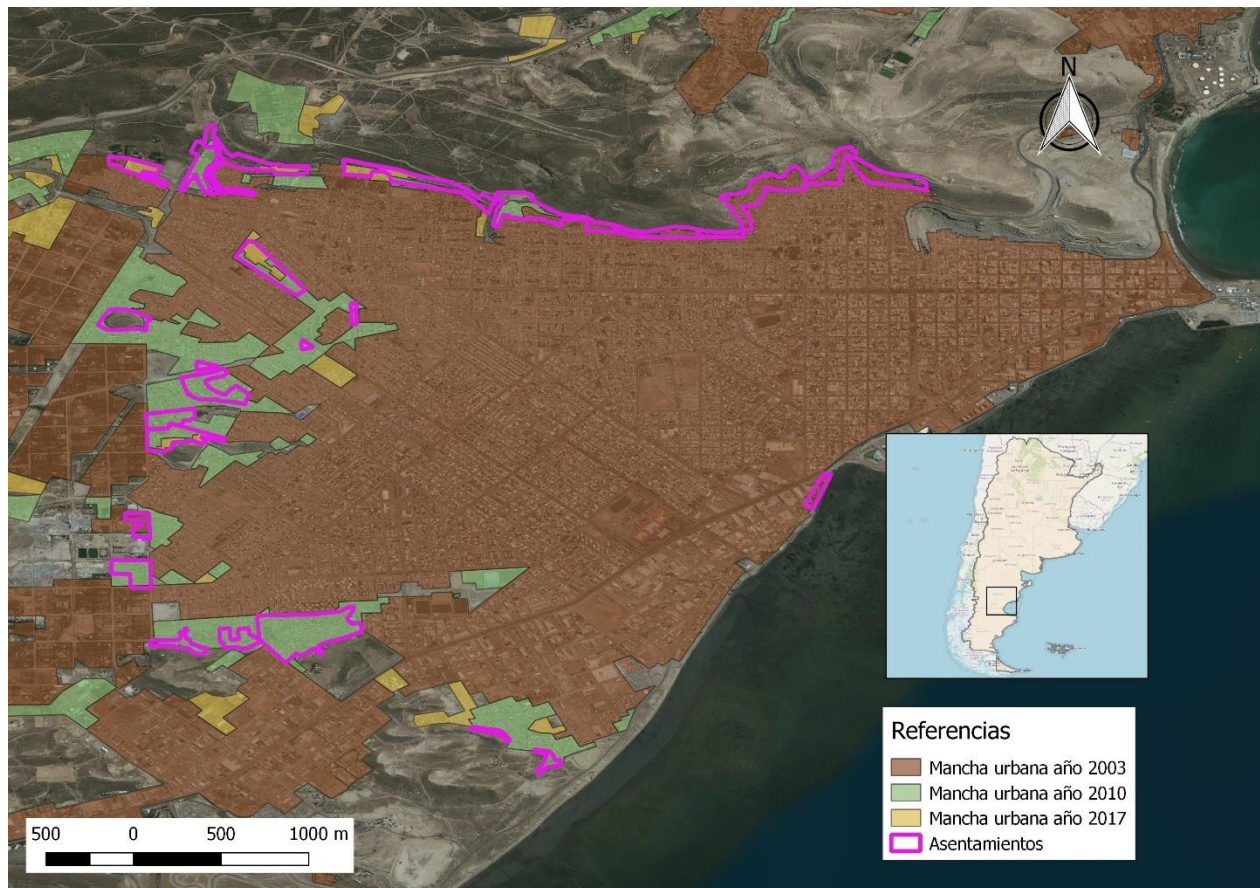 N
Referencias
Mancha urbana año 2003
Mancha urbana año 2010
Mancha urbana año 2017
Asentamientos
500 0 500 1000 m